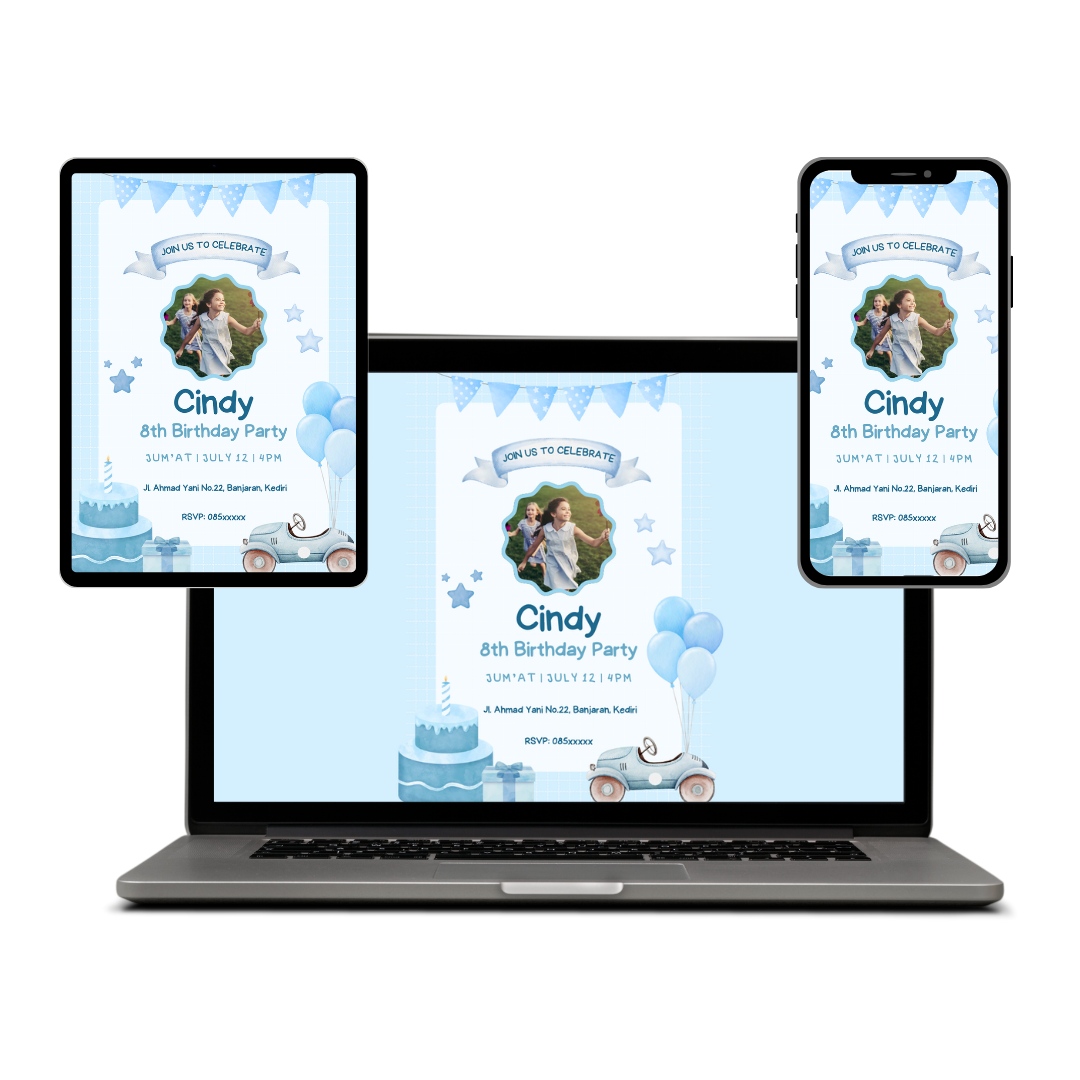 JOIN US TO CELEBRATE
Cindy
8th Birthday Party
JUM'AT | JULY 12 | 4PM
Jl. Ahmad Yani No.22, Banjaran, Kediri
RSVP: 085xxxxx
JOIN US TO CELEBRATE
Cindy
8th Birthday Party
JUM'AT | JULY 12 | 4PM
Jl. Ahmad Yani No.22, Banjaran, Kediri
RSVP: 085xxxxx
JOIN US TO CELEBRATE
Cindy
8th Birthday Party
JUM'AT | JULY 12 | 4PM
Jl. Ahmad Yani No.22, Banjaran, Kediri
RSVP: 085xxxxx